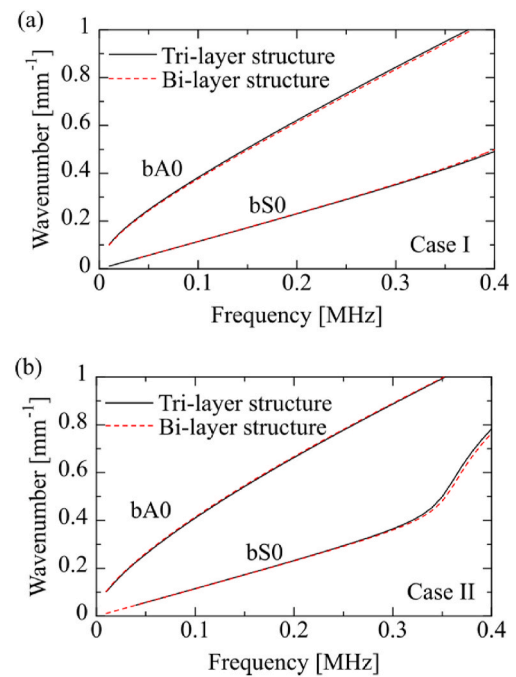 (a)
1
Tri-layer structure
Bi-layer structure
0.8
0.6
0.4
0.2
0
Wavenumber [mm⁻¹]
bA0
bS0
Case I
0.1 0.2 0.3 0.4
Frequency [MHz]
(b)
1
Tri-layer structure
Bi-layer structure
0.8
0.6
0.4
0.2
0
Wavenumber [mm⁻¹]
bA0
bS0
Case II
0 0.1 0.2 0.3 0.4
Frequency [MHz]